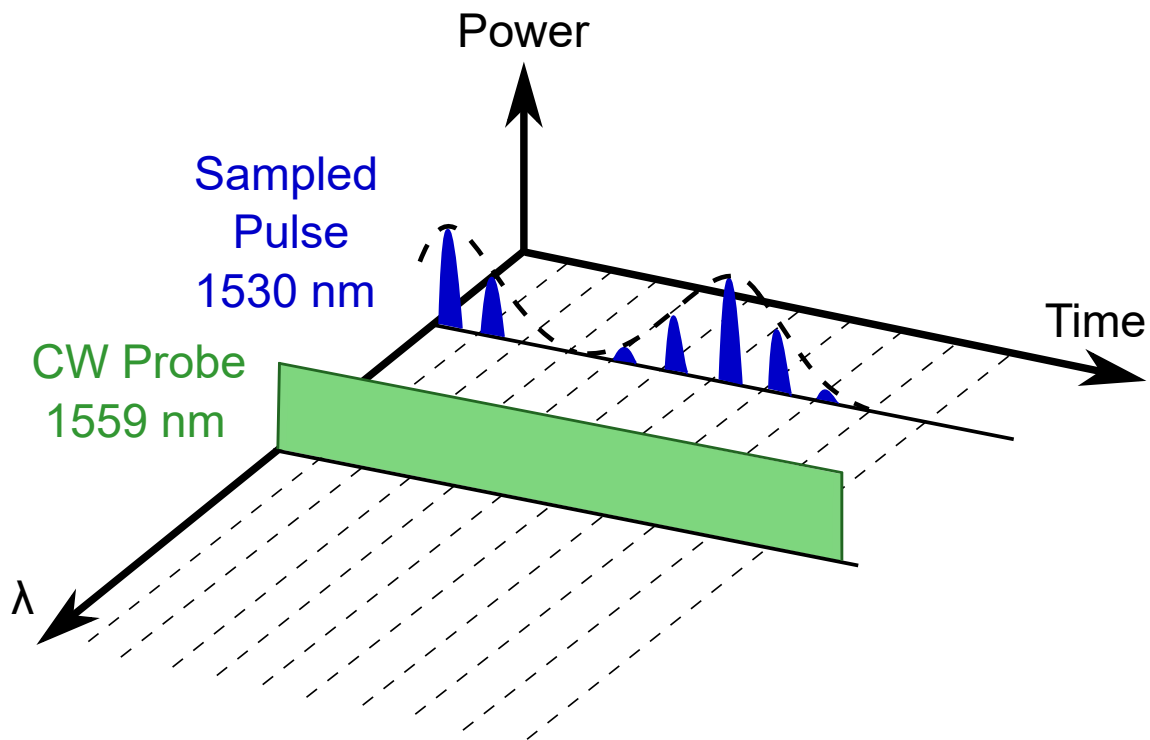 Power
Sampled
Pulse
1530 nm
Time
CW Probe
1559 nm
λ